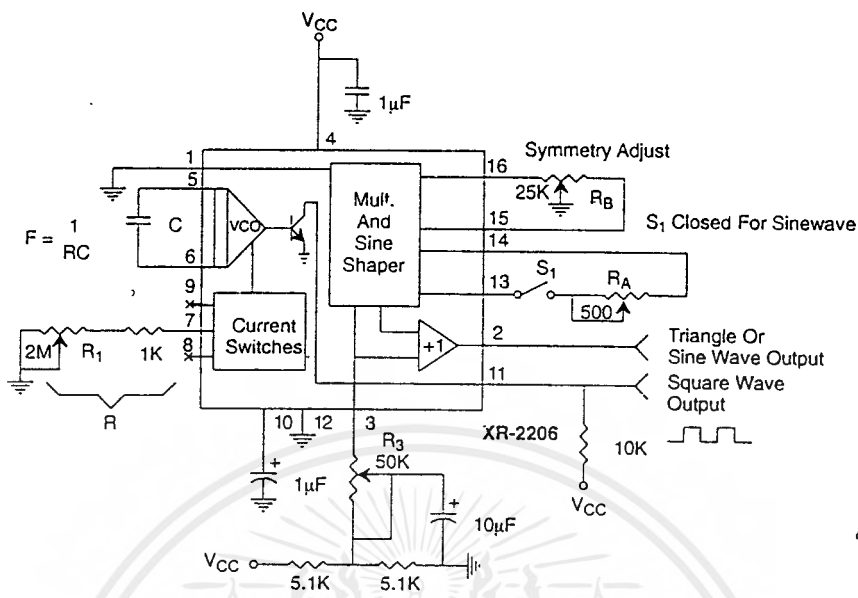 VCC
1μF
4
1
16
Symmetry Adjust
5
25K
RB
Mult.
And
Sine
Shaper
C
VCO
15
S1 Closed For Sinewave
F = 1
RC
14
6
S1
RA
13
9
500
7
Current
Switches
2M
R1
1K
8
+1
2
Triangle Or
Sine Wave Output
11
Square Wave
Output
R
10
12
3
XR-2206
10K
R3
50K
1μF
VCC
10μF
VCC
5.1K
5.1K